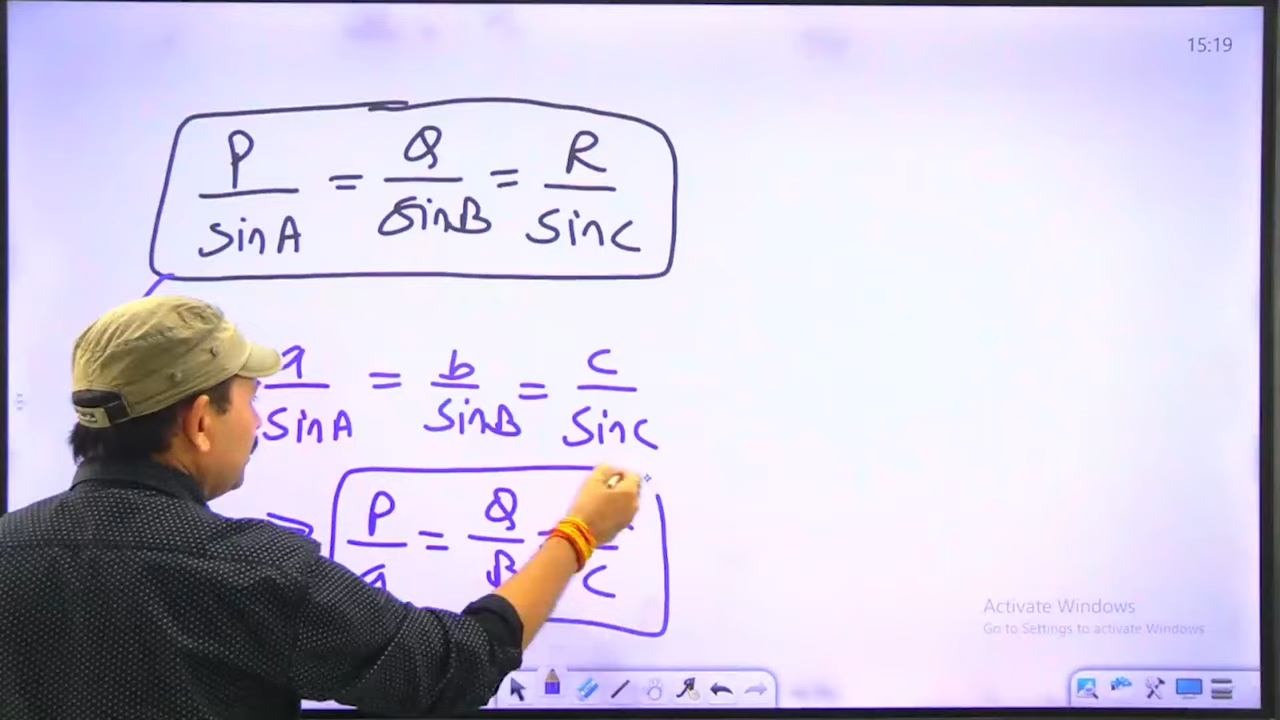 15:19
P/sinA = Q/sinB = R/sinC
a/sinA = b/sinB = c/sinC
⇒ P/a = Q/B = /C
Activate Windows
Go to Settings to activate Windows